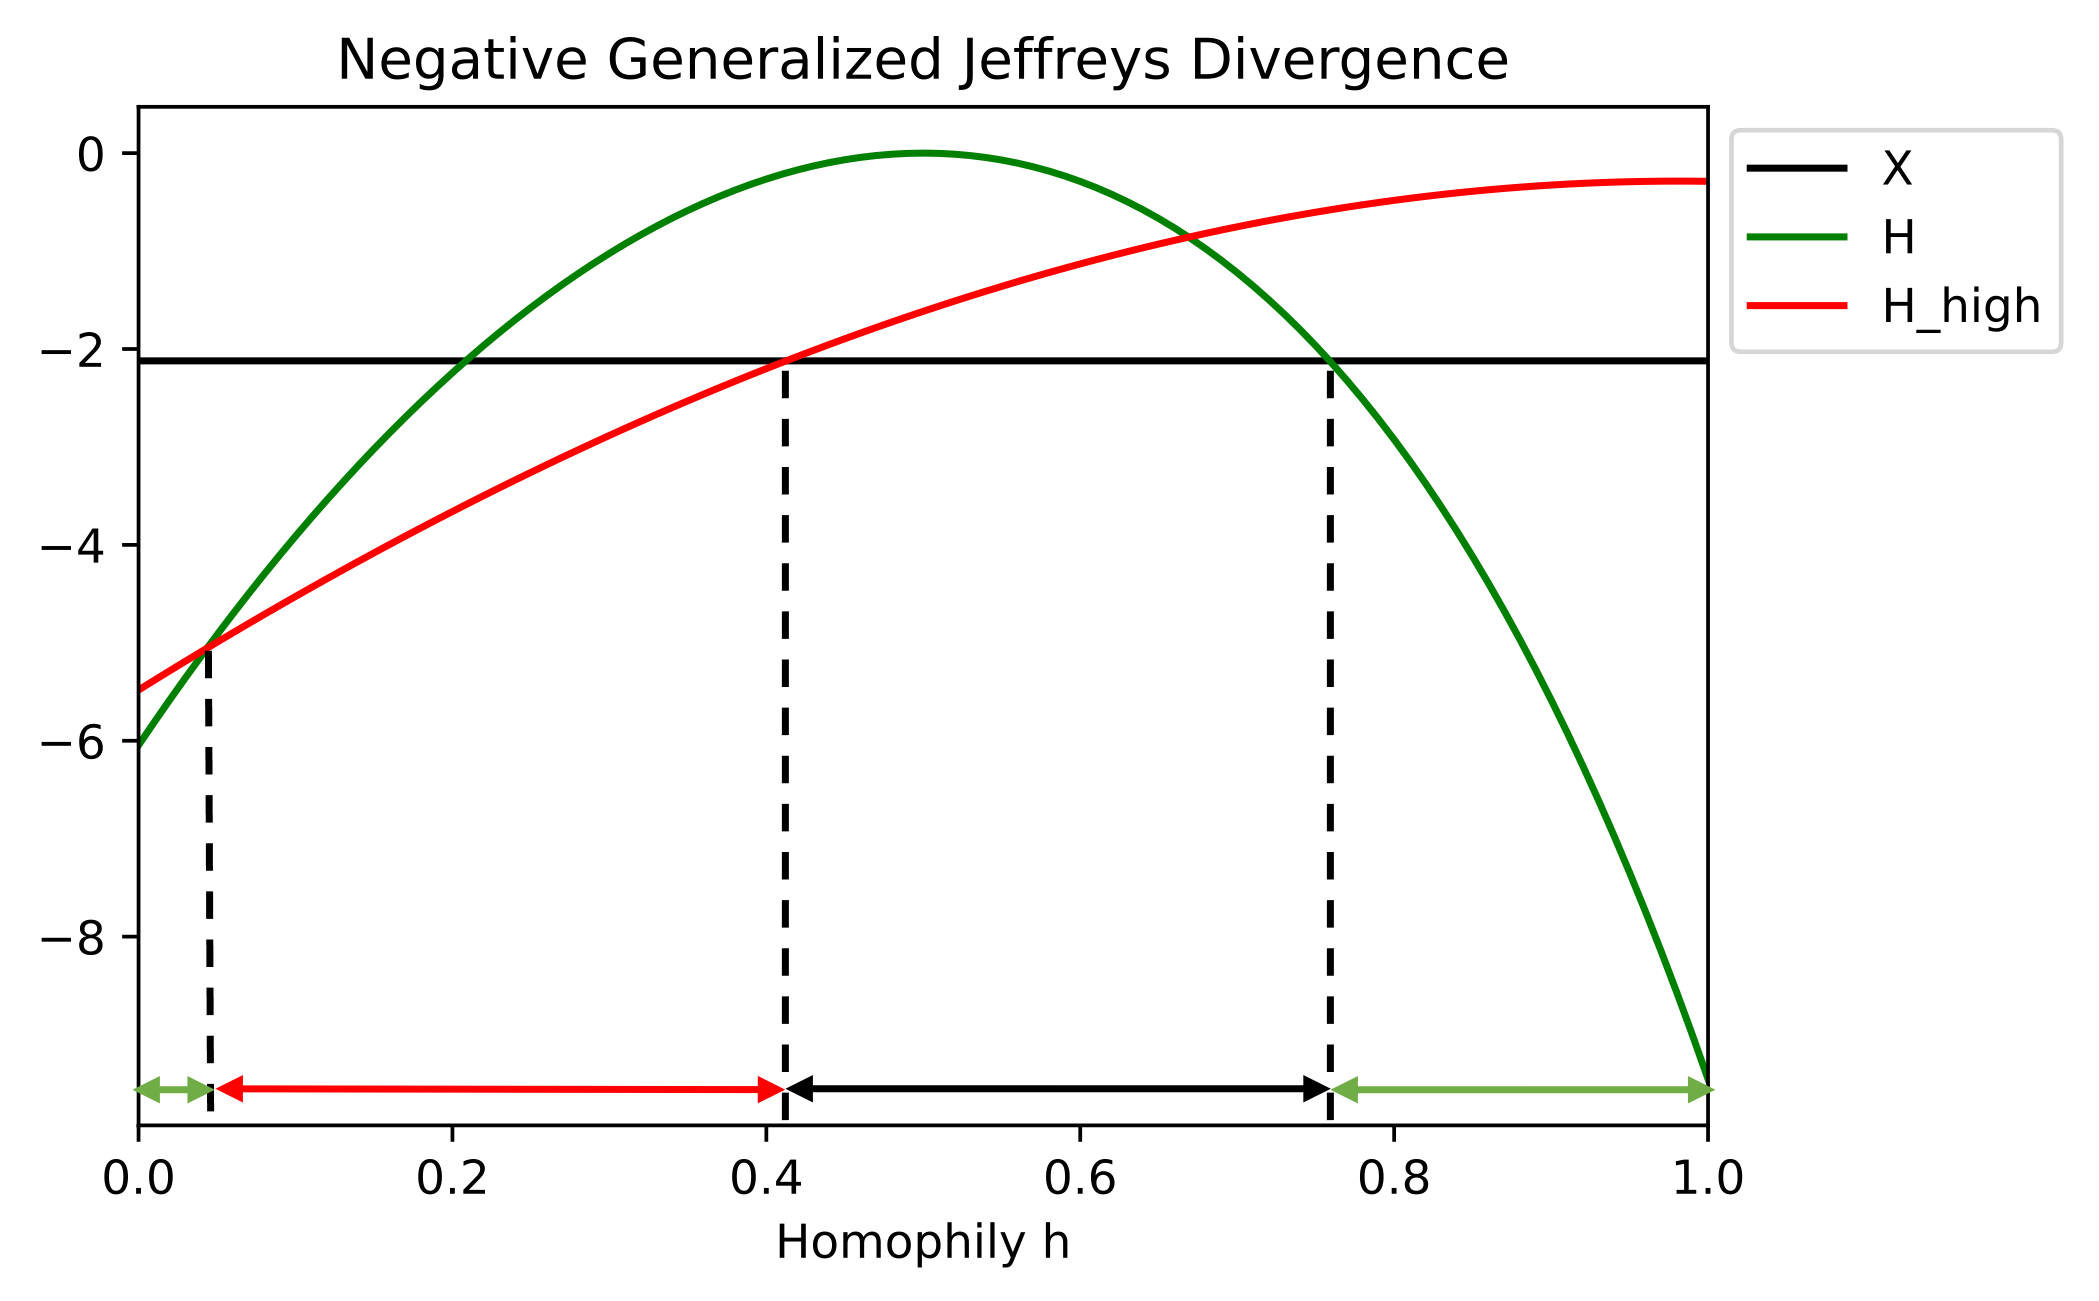 Negative Generalized Jeffreys Divergence
0
−2
−4
−6
−8
0.0 0.2 0.4 0.6 0.8 1.0
Homophily h
X
H
H_high